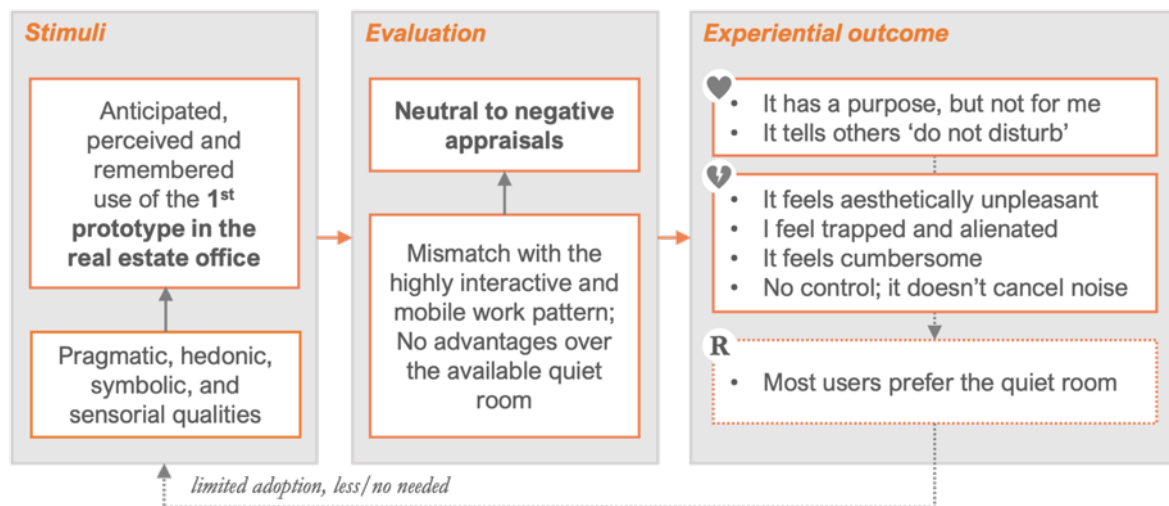 Stimuli
Anticipated,
perceived and
remembered
use of the 1st
prototype in the
real estate office
Pragmatic, hedonic,
symbolic, and
sensorial qualities
Evaluation
Neutral to negative
appraisals
Mismatch with the
highly interactive and
mobile work pattern;
No advantages over
the available quiet
room
Experiential outcome
• It has a purpose, but not for me
• It tells others ‘do not disturb’
• It feels aesthetically unpleasant
• I feel trapped and alienated
• It feels cumbersome
• No control; it doesn’t cancel noise
R
• Most users prefer the quiet room
limited adoption, less/no needed